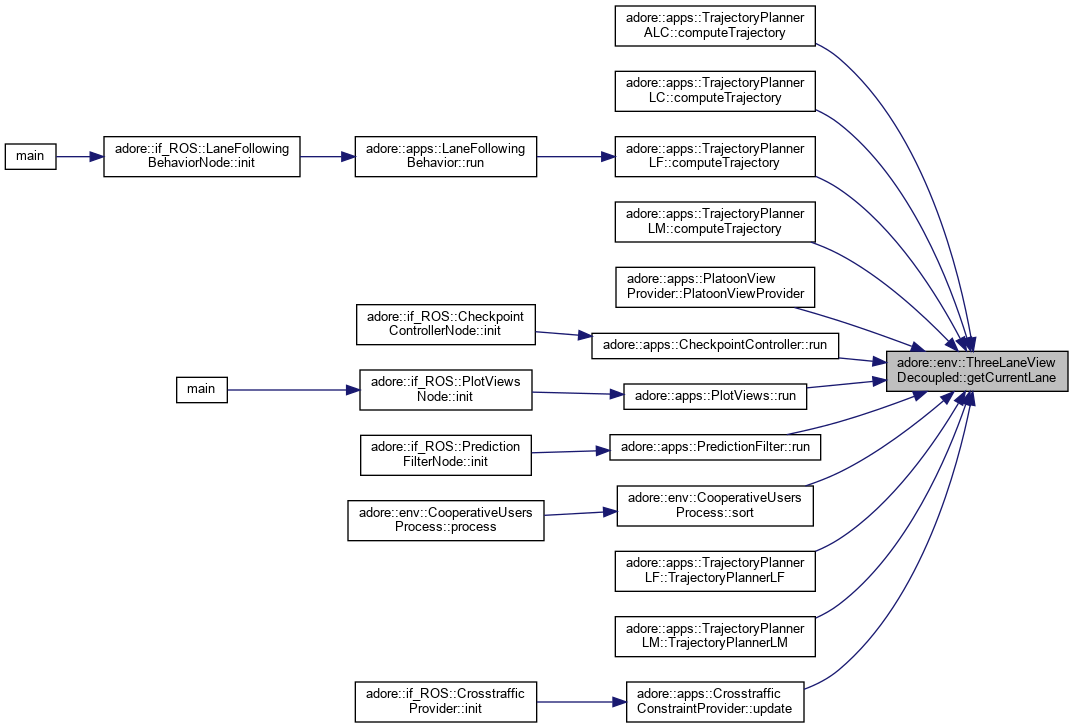 adore::apps::TrajectoryPlanner
ALC::computeTrajectory
adore::apps::TrajectoryPlanner
LC::computeTrajectory
main
adore::if_ROS::LaneFollowing
BehaviorNode::init
adore::apps::LaneFollowing
Behavior::run
adore::apps::TrajectoryPlanner
LF::computeTrajectory
adore::apps::TrajectoryPlanner
LM::computeTrajectory
adore::apps::PlatoonView
Provider::PlatoonViewProvider
adore::if_ROS::Checkpoint
ControllerNode::init
adore::apps::CheckpointController::run
adore::env::ThreeLaneView
Decoupled::getCurrentLane
main
adore::if_ROS::PlotViews
Node::init
adore::apps::PlotViews::run
adore::if_ROS::Prediction
FilterNode::init
adore::apps::PredictionFilter::run
adore::env::CooperativeUsers
Process::process
adore::env::CooperativeUsers
Process::sort
adore::apps::TrajectoryPlanner
LF::TrajectoryPlannerLF
adore::apps::TrajectoryPlanner
LM::TrajectoryPlannerLM
adore::if_ROS::Crosstraffic
Provider::init
adore::apps::Crosstraffic
ConstraintProvider::update